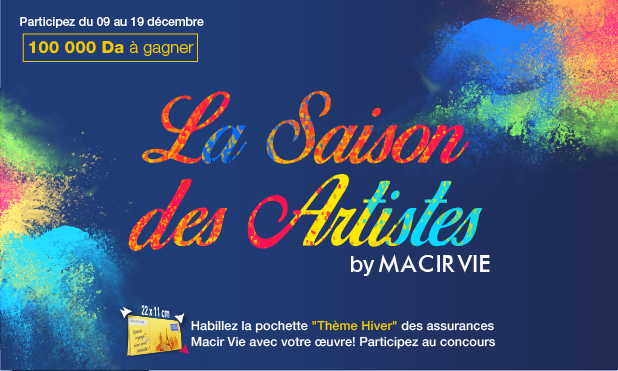 Participez du 09 au 19 décembre
100 000 Da à gagner
La Saison
des Artistes
by MACIR VIE
22 x 11 cm
Habillez la pochette "Thème Hiver" des assurances
Macir Vie avec votre œuvre! Participez au concours